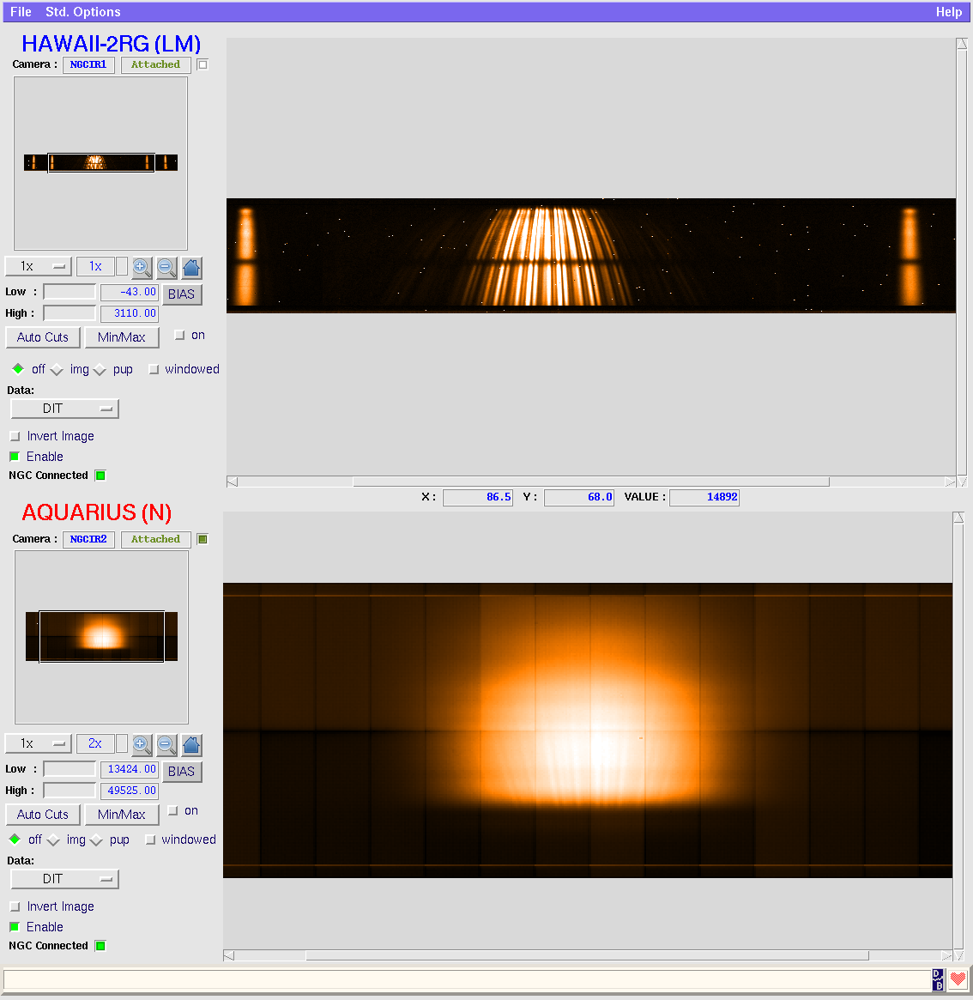 File Std. Options Help
HAWAII-2RG (LM)
Camera : NGCIR1 Attached
1x 1x
Low : -43.00 BIAS
High : 3110.00
Auto Cuts Min/Max on
off img pup windowed
Data:
DIT
Invert Image
Enable
NGC Connected
X : 86.5 Y : 68.0 VALUE : 14892
AQUARIUS (N)
Camera : NGCIR2 Attached
1x 2x
Low : 13424.00 BIAS
High : 49525.00
Auto Cuts Min/Max on
off img pup windowed
Data:
DIT
Invert Image
Enable
NGC Connected
D B